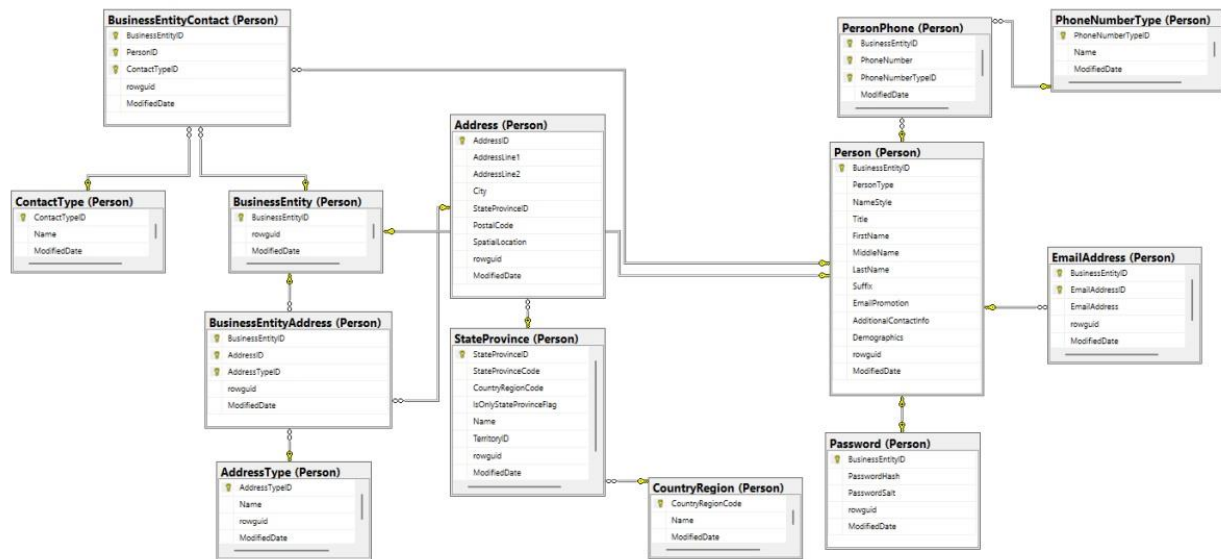 BusinessEntityContact (Person)
BusinessEntityID
PersonID
ContactTypeID
rowguid
ModifiedDate
PersonPhone (Person)
BusinessEntityID
PhoneNumber
PhoneNumberTypeID
ModifiedDate
PhoneNumberType (Person)
PhoneNumberTypeID
Name
ModifiedDate
Address (Person)
AddressID
AddressLine1
AddressLine2
City
StateProvinceID
PostalCode
SpatialLocation
rowguid
ModifiedDate
Person (Person)
BusinessEntityID
PersonType
NameStyle
Title
FirstName
MiddleName
LastName
Suffix
EmailPromotion
AdditionalContactInfo
Demographics
rowguid
ModifiedDate
ContactType (Person)
ContactTypeID
Name
ModifiedDate
BusinessEntity (Person)
BusinessEntityID
rowguid
ModifiedDate
EmailAddress (Person)
BusinessEntityID
EmailAddressID
EmailAddress
rowguid
ModifiedDate
BusinessEntityAddress (Person)
BusinessEntityID
AddressID
AddressTypeID
rowguid
ModifiedDate
StateProvince (Person)
StateProvinceID
StateProvinceCode
CountryRegionCode
IsOnlyStateProvinceFlag
Name
TerritoryID
rowguid
ModifiedDate
Password (Person)
BusinessEntityID
PasswordHash
PasswordSalt
rowguid
ModifiedDate
AddressType (Person)
AddressTypeID
Name
rowguid
ModifiedDate
CountryRegion (Person)
CountryRegionCode
Name
ModifiedDate